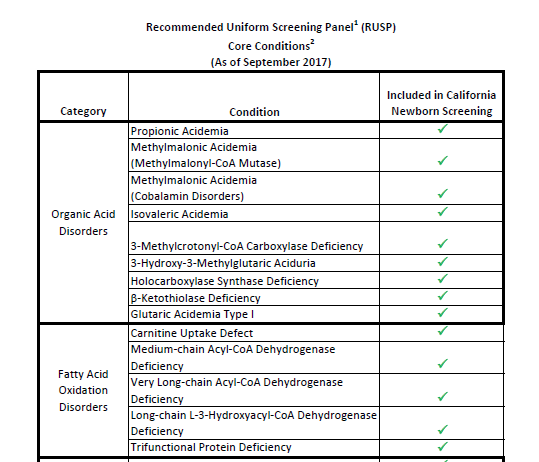 Recommended Uniform Screening Panel¹ (RUSP)
Core Conditions²
(As of September 2017)
Category
Condition
Included in California
Newborn Screening
Organic Acid
Disorders
Propionic Acidemia ✓
Methylmalonic Acidemia
(Methylmalonyl-CoA Mutase) ✓
Methylmalonic Acidemia
(Cobalamin Disorders) ✓
Isovaleric Acidemia ✓
3-Methylcrotonyl-CoA Carboxylase Deficiency ✓
3-Hydroxy-3-Methylglutaric Aciduria ✓
Holocarboxylase Synthase Deficiency ✓
β-Ketothiolase Deficiency ✓
Glutaric Acidemia Type I ✓
Fatty Acid
Oxidation
Disorders
Carnitine Uptake Defect ✓
Medium-chain Acyl-CoA Dehydrogenase
Deficiency ✓
Very Long-chain Acyl-CoA Dehydrogenase
Deficiency ✓
Long-chain L-3-Hydroxyacyl-CoA Dehydrogenase
Deficiency ✓
Trifunctional Protein Deficiency ✓